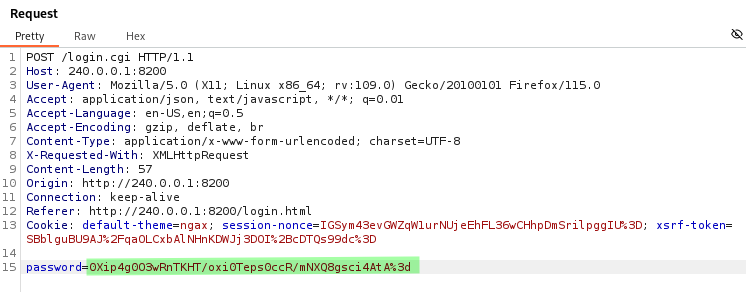 Request
Pretty Raw Hex
1 POST /login.cgi HTTP/1.1
2 Host: 240.0.0.1:8200
3 User-Agent: Mozilla/5.0 (X11; Linux x86_64; rv:109.0) Gecko/20100101 Firefox/115.0
4 Accept: application/json, text/javascript, */*; q=0.01
5 Accept-Language: en-US,en;q=0.5
6 Accept-Encoding: gzip, deflate, br
7 Content-Type: application/x-www-form-urlencoded; charset=UTF-8
8 X-Requested-With: XMLHttpRequest
9 Content-Length: 57
10 Origin: http://240.0.0.1:8200
11 Connection: keep-alive
12 Referer: http://240.0.0.1:8200/login.html
13 Cookie: default-theme=ngax; session-nonce=IGSym43evGWZqW1urNUjeEhFL36wCHhpDmSrilpggIU%3D; xsrf-token=
SBblguBU9AJ%2FqaOLCxbAlNHnKDWJj3DOI%2BcDTQs99dc%3D
14
15 password=0Xip4gO03wRnTKHT/oxi0Teps0ccR/mNXQ8gsci4AtA%3d